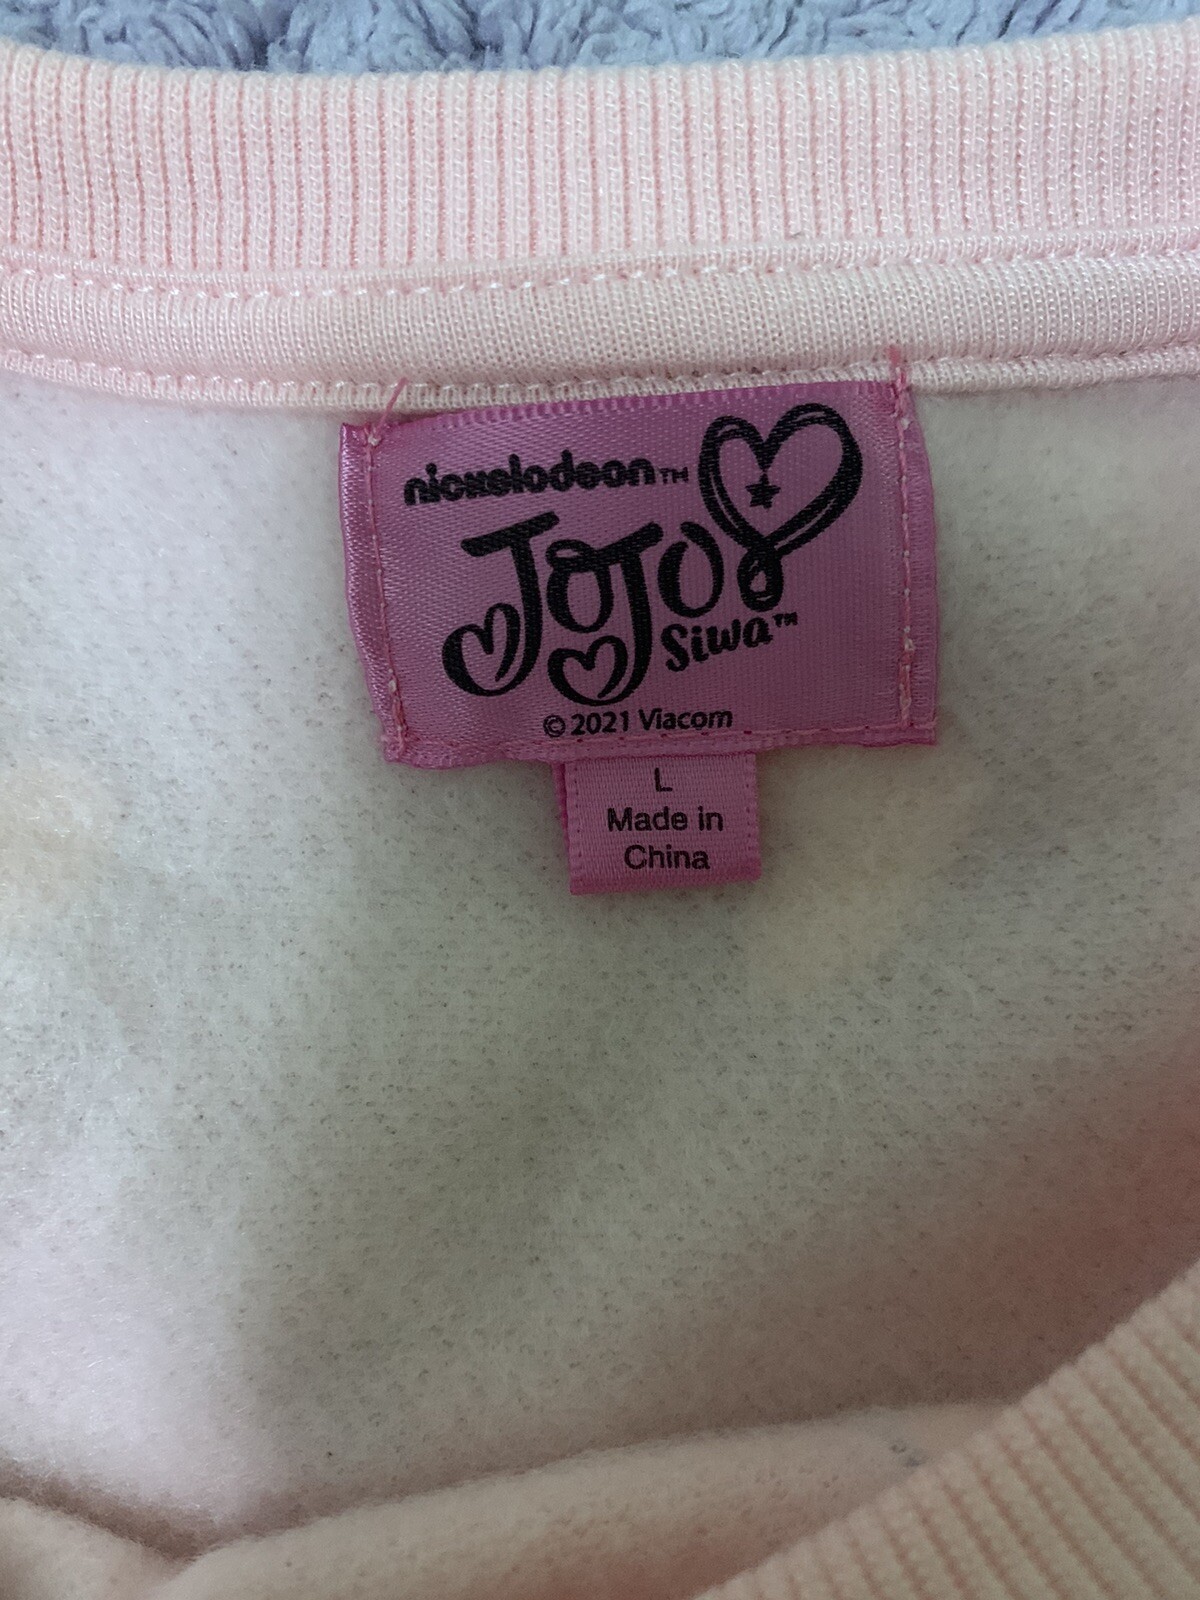 nickelodeon™
JoJo
Siwa™
© 2021 Viacom
L
Made in
China